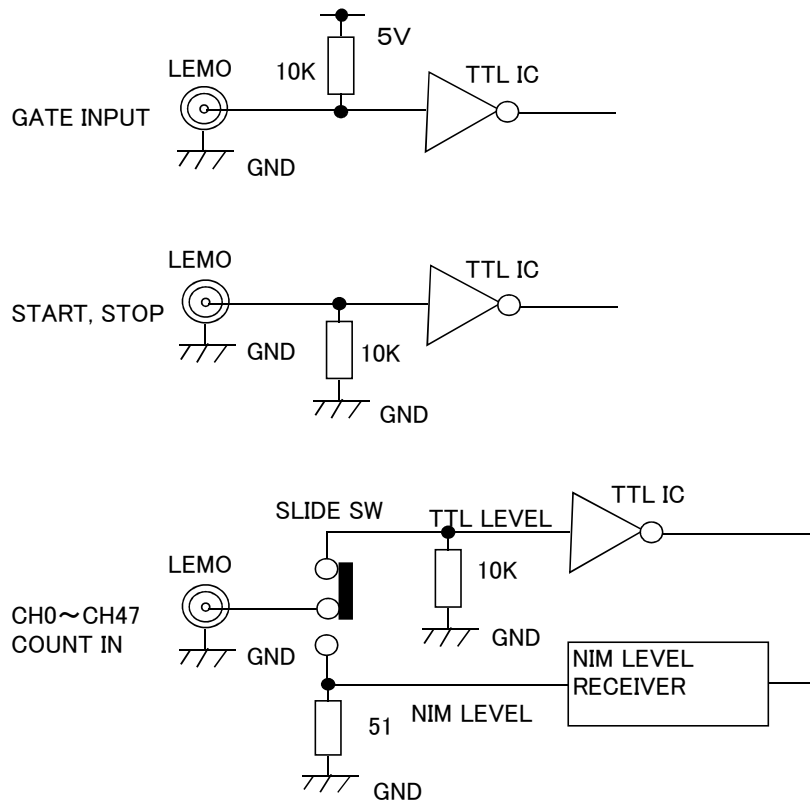 5V
LEMO
10K
TTL IC
GATE INPUT
GND
LEMO
TTL IC
START, STOP
GND
10K
GND
TTL IC
SLIDE SW
TTL LEVEL
LEMO
10K
CH0～CH47
COUNT IN
GND
GND
NIM LEVEL
RECEIVER
NIM LEVEL
51
GND